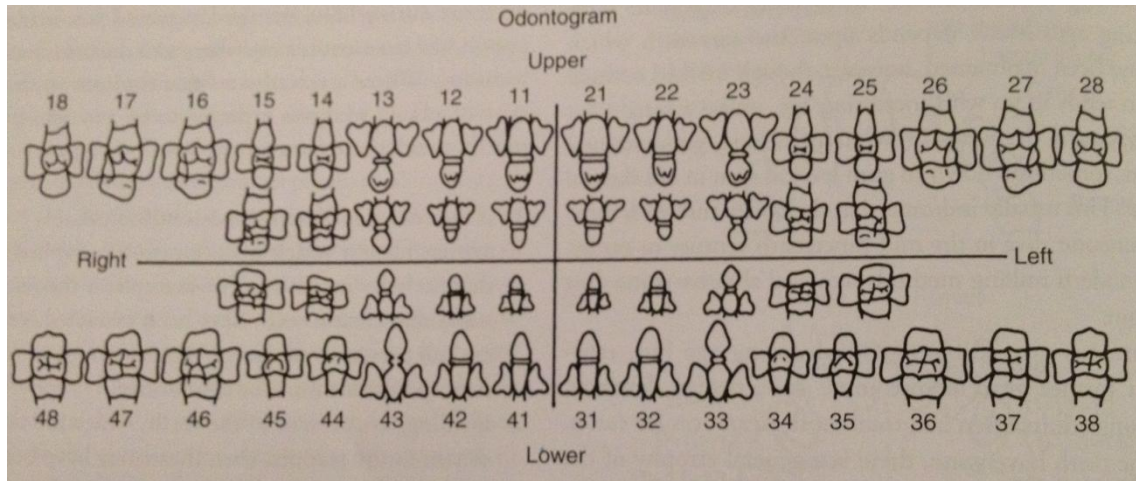 Odontogram
Upper
18 17 16 15 14 13 12 11 21 22 23 24 25 26 27 28
Right Left
48 47 46 45 44 43 42 41 31 32 33 34 35 36 37 38
Lower